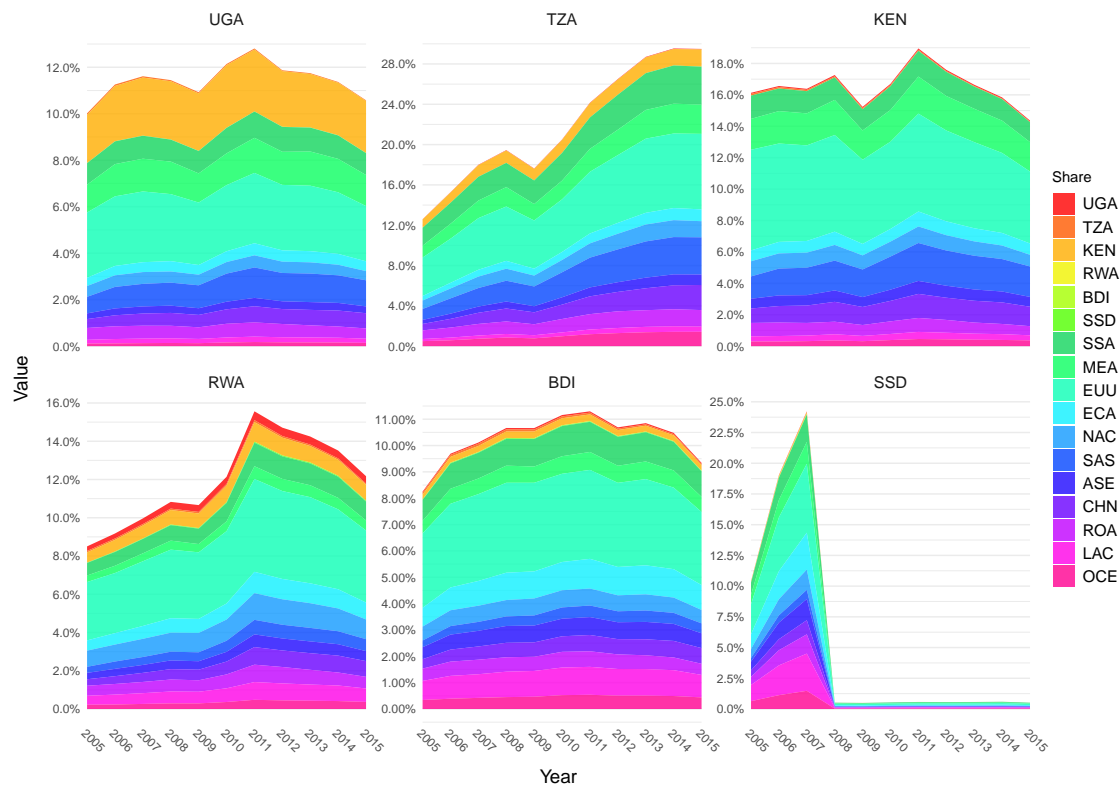 UGA
TZA
KEN
12.0%
10.0%
8.0%
6.0%
4.0%
2.0%
0.0%
28.0%
24.0%
20.0%
16.0%
12.0%
8.0%
4.0%
0.0%
18.0%
16.0%
14.0%
12.0%
10.0%
8.0%
6.0%
4.0%
2.0%
0.0%
RWA
BDI
SSD
16.0%
14.0%
12.0%
10.0%
8.0%
6.0%
4.0%
2.0%
0.0%
11.00%
10.00%
9.00%
8.00%
7.00%
6.00%
5.00%
4.00%
3.00%
2.00%
1.00%
0.00%
25.0%
22.5%
20.0%
17.5%
15.0%
12.5%
10.0%
7.5%
5.0%
2.5%
0.0%
2005 2006 2007 2008 2009 2010 2011 2012 2013 2014 2015
2005 2006 2007 2008 2009 2010 2011 2012 2013 2014 2015
2005 2006 2007 2008 2009 2010 2011 2012 2013 2014 2015
Value
Year
Share
UGA
TZA
KEN
RWA
BDI
SSD
SSA
MEA
EUU
ECA
NAC
SAS
ASE
CHN
ROA
LAC
OCE